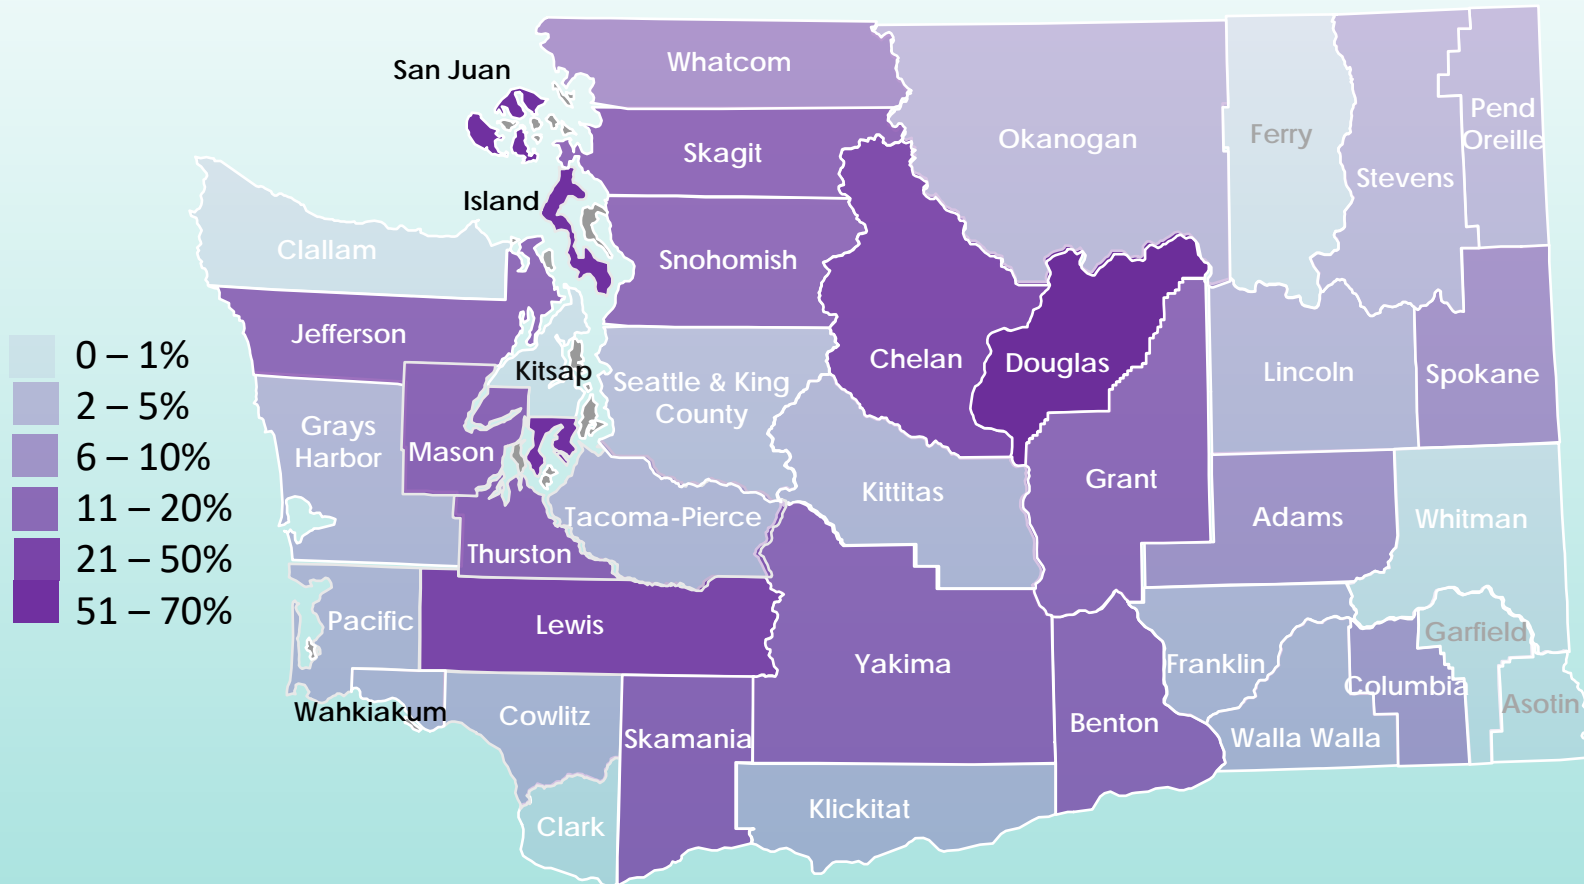 Whatcom
San Juan
Pend
Oreille
Okanogan
Ferry
Skagit
Stevens
Island
Clallam
Snohomish
Jefferson
0 – 1%
2 – 5%
6 – 10%
11 – 20%
21 – 50%
51 – 70%
Kitsap
Seattle & King
County
Chelan
Douglas
Lincoln
Spokane
Grays
Harbor
Mason
Kittitas
Grant
Adams
Whitman
Tacoma-Pierce
Thurston
Pacific
Lewis
Yakima
Franklin
Garfield
Columbia
Asotin
Wahkiakum
Cowlitz
Skamania
Benton
Walla Walla
Klickitat
Clark